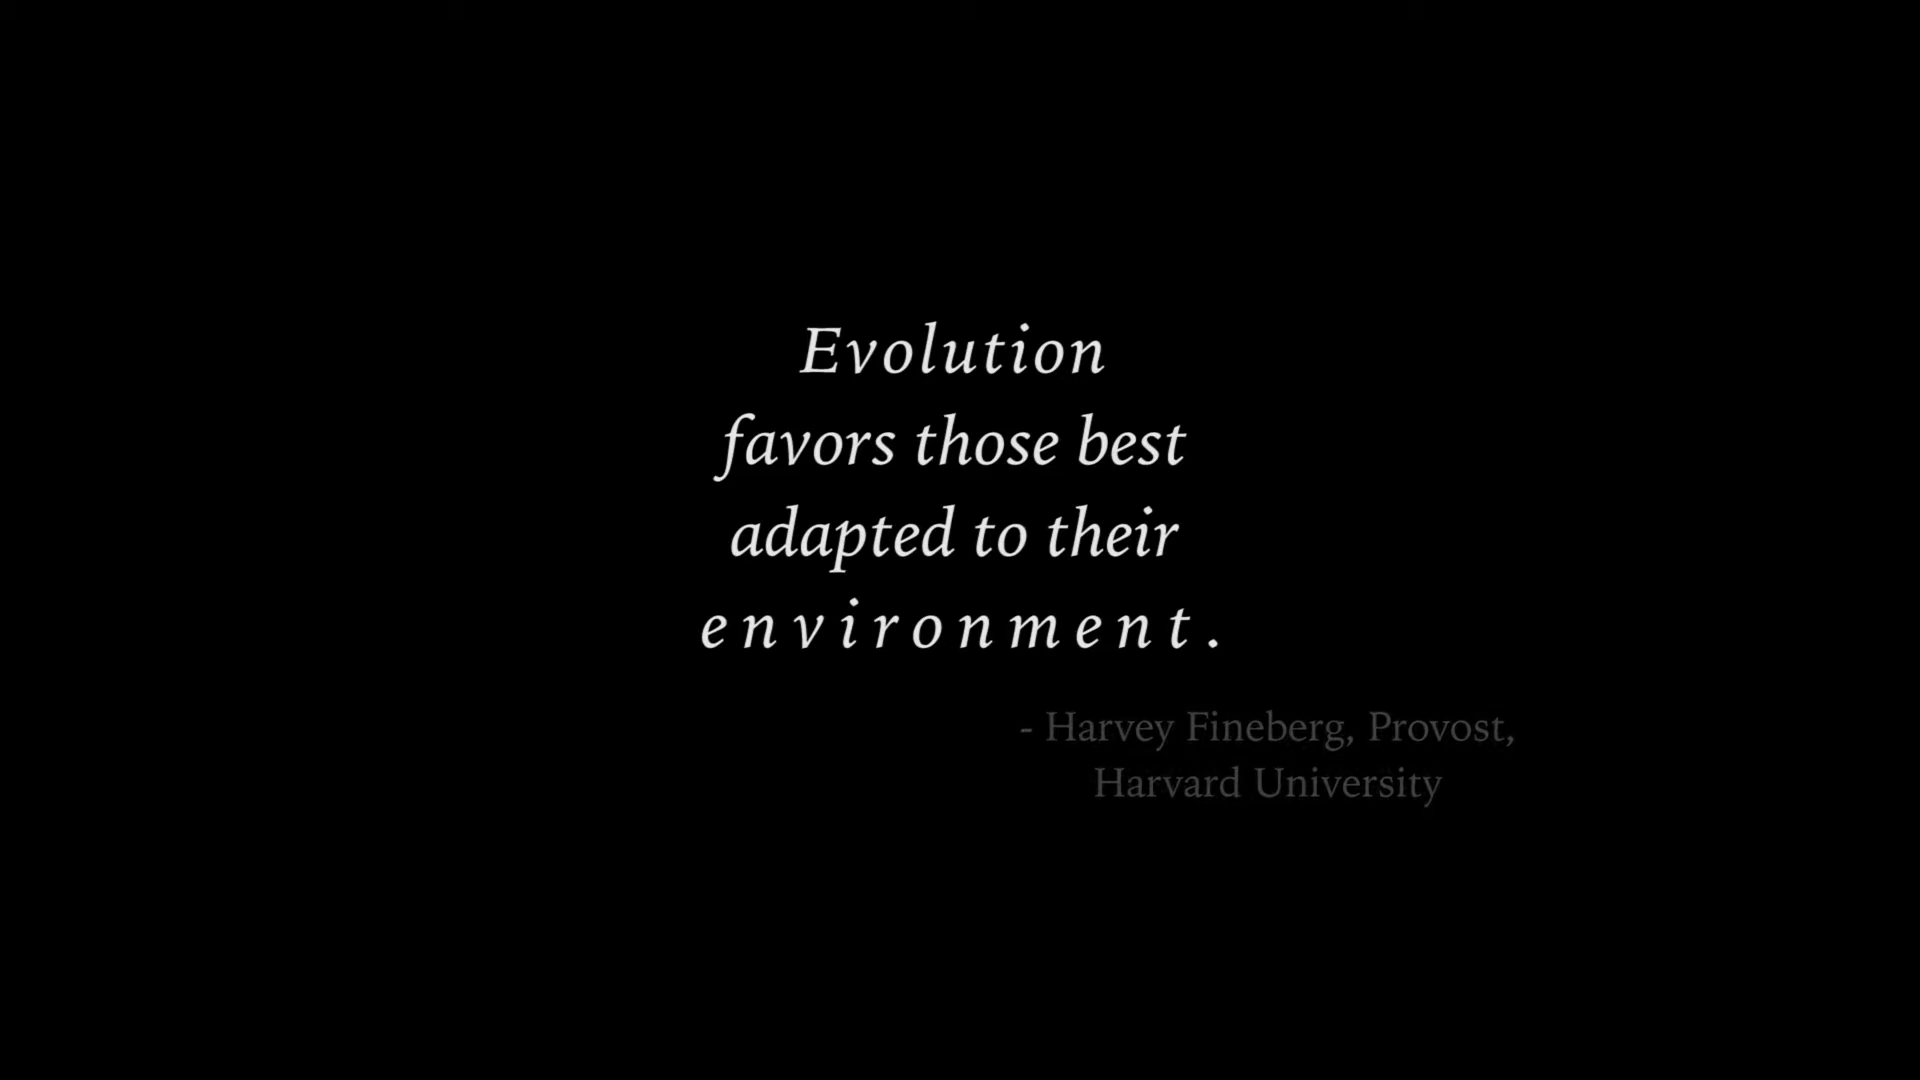 Evolution
favors those best
adapted to their
environment.
- Harvey Fineberg, Provost,
Harvard University